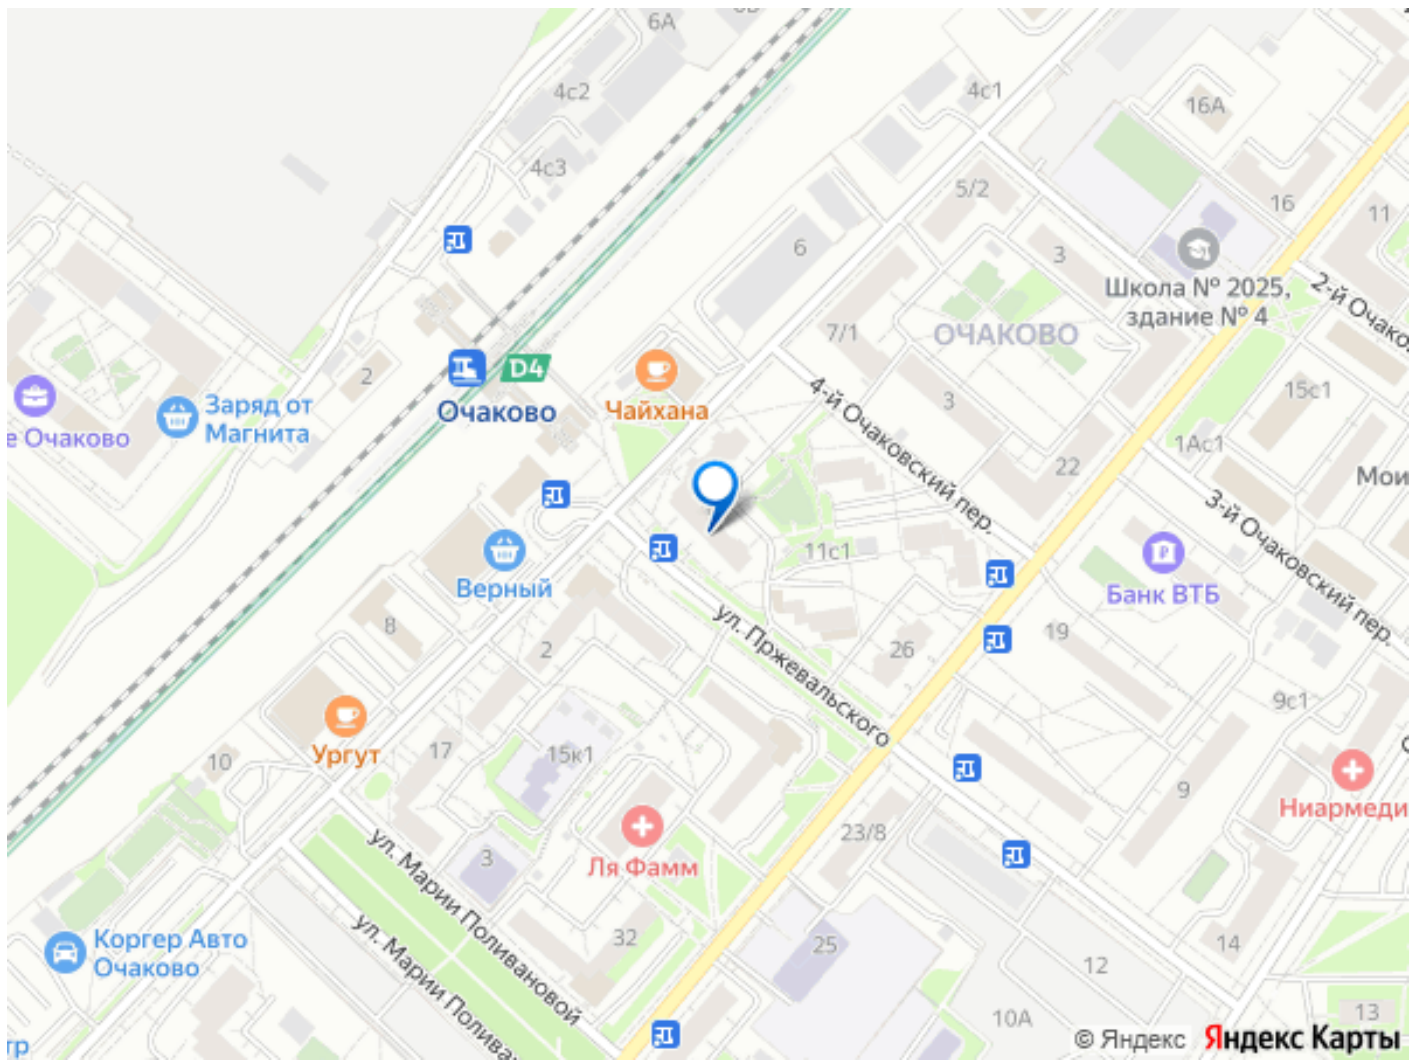 6А
4с2
4с1
16А
4с3
5/2
16
11
6
3
Школа № 2025,
здание № 4
2-й Очаков
7/1
ОЧАКОВО
D4
2
Очаково
Чайхана
Заряд от
Магнита
е Очаково
4-й Очаковский пер.
3
15с1
1Ас1
22
Мои
3-й Очаковский пер.
Верный
11с1
Банк ВТБ
8
2
ул. Пржевальского
26
19
9с1
Ургут
17
15к1
10
9
Ниармеди
3
Ля Фамм
23/8
ул. Марии Поливановой
ул. Марии Поливан
Коргер Авто
Очаково
32
25
14
12
10А
13
тр
© Яндекс Яндекс Карты